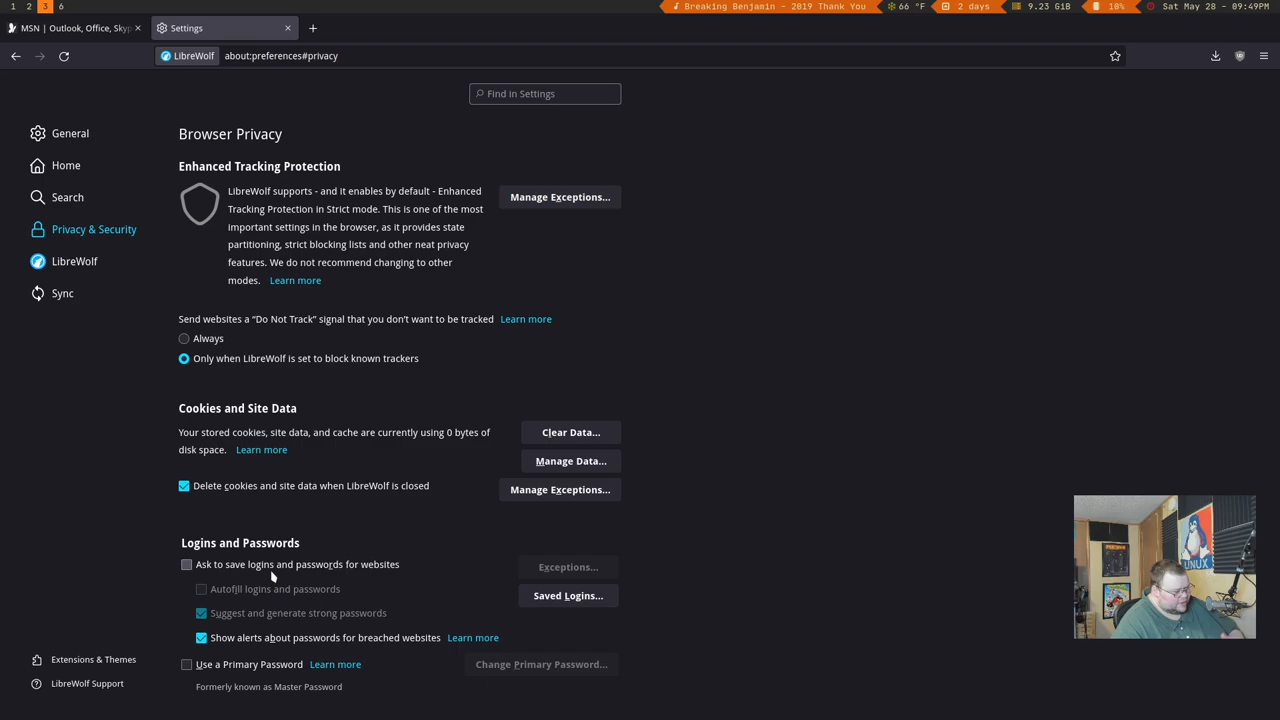 1 2 3 6
Breaking Benjamin - 2019 Thank You
66 °F
2 days
9.23 GiB
10%
Sat May 28 - 09:49PM
MSN | Outlook, Office, Skyp
Settings
LibreWolf
about:preferences#privacy
Find in Settings
General
Home
Search
Privacy & Security
LibreWolf
Sync
Browser Privacy
Enhanced Tracking Protection
LibreWolf supports - and it enables by default - Enhanced
Tracking Protection in Strict mode. This is one of the most
important settings in the browser, as it provides state
partitioning, strict blocking lists and other neat privacy
features. We do not recommend changing to other
modes. Learn more
Manage Exceptions...
Send websites a “Do Not Track” signal that you don’t want to be tracked Learn more
Always
Only when LibreWolf is set to block known trackers
Cookies and Site Data
Your stored cookies, site data, and cache are currently using 0 bytes of
disk space. Learn more
Clear Data...
Manage Data...
Delete cookies and site data when LibreWolf is closed
Manage Exceptions...
Logins and Passwords
Ask to save logins and passwords for websites
Exceptions...
Autofill logins and passwords
Saved Logins...
Suggest and generate strong passwords
Show alerts about passwords for breached websites Learn more
Use a Primary Password Learn more
Change Primary Password...
Formerly known as Master Password
Extensions & Themes
LibreWolf Support
LINUX